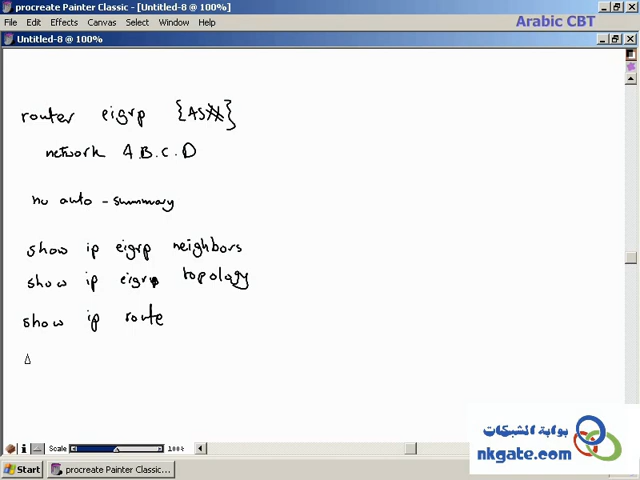 procreate Painter Classic - [Untitled-8 @ 100%]
File Edit Effects Canvas Select Window Help
Arabic CBT
Untitled-8 @ 100%
router eigrp {AS#}
network A.B.C.D
no auto-summary
show ip eigrp neighbors
show ip eigrp topology
show ip route
Scale 100%
بوابة الشبكات
nkgate.com
Start procreate Painter Classic...